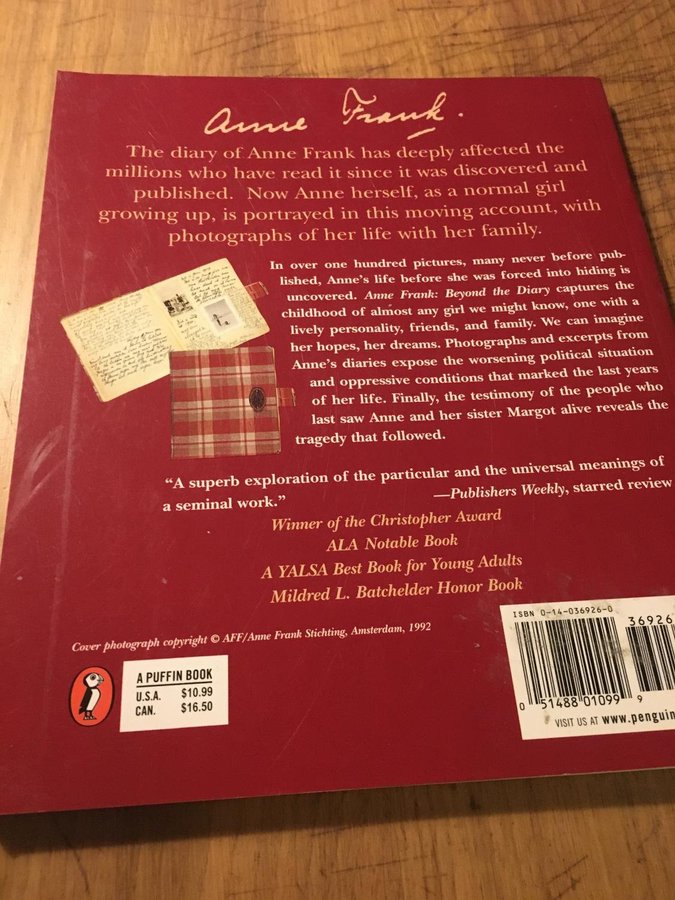 Anne Frank.
The diary of Anne Frank has deeply affected the
millions who have read it since it was discovered and
published. Now Anne herself, as a normal girl
growing up, is portrayed in this moving account, with
photographs of her life with her family.
In over one hundred pictures, many never before pub-
lished, Anne's life before she was forced into hiding is
uncovered. Anne Frank: Beyond the Diary captures the
childhood of almost any girl we might know, one with a
lively personality, friends, and family. We can imagine
her hopes, her dreams. Photographs and excerpts from
Anne's diaries expose the worsening political situation
and oppressive conditions that marked the last years
of her life. Finally, the testimony of the people who
last saw Anne and her sister Margot alive reveals the
tragedy that followed.
“A superb exploration of the particular and the universal meanings of
a seminal work.”
—Publishers Weekly, starred review
Winner of the Christopher Award
ALA Notable Book
A YALSA Best Book for Young Adults
Mildred L. Batchelder Honor Book
Cover photograph copyright © AFF/Anne Frank Stichting, Amsterdam, 1992
A PUFFIN BOOK
U.S.A. $10.99
CAN. $16.50
ISBN 0-14-036926-0
36926
0 51488 01099 9
VISIT US AT www.penguin